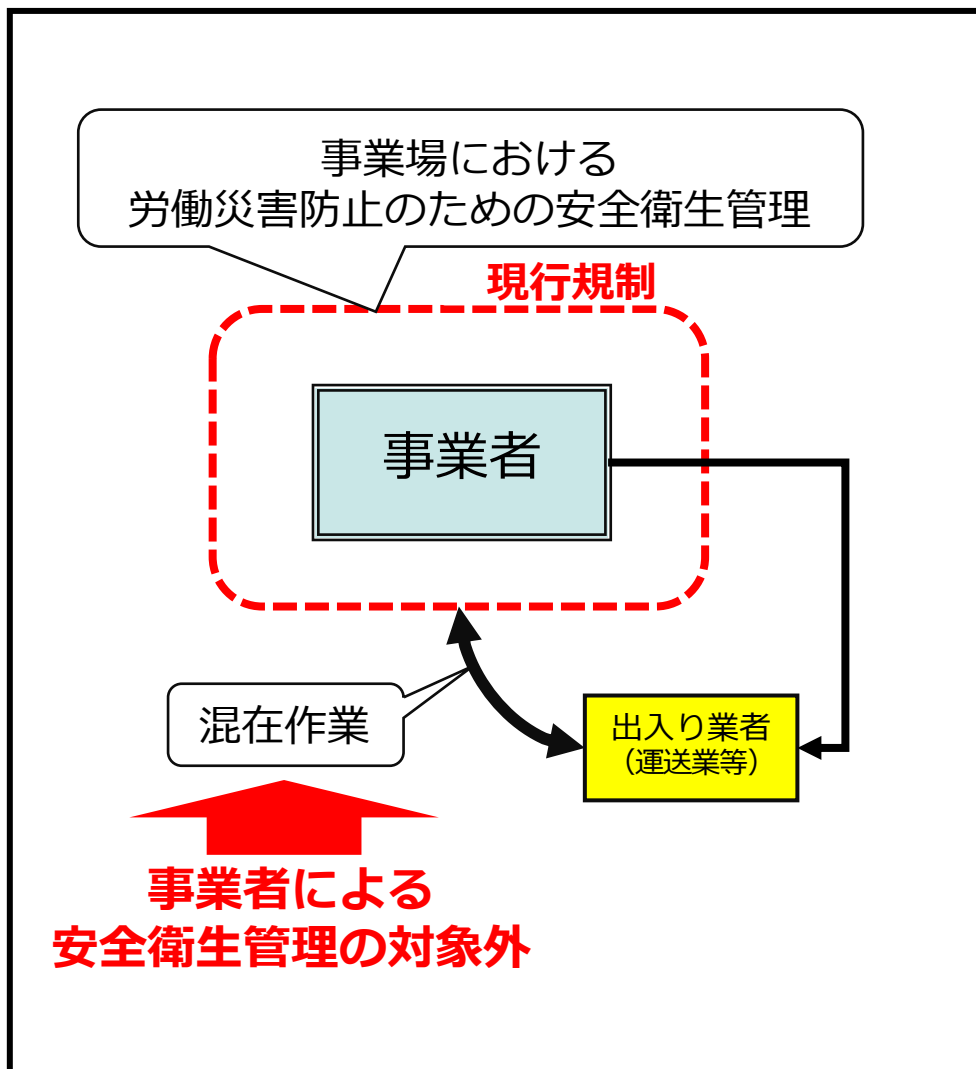 事業場における
労働災害防止のための安全衛生管理
現行規制
事業者
混在作業
出入り業者
（運送業等）
事業者による
安全衛生管理の対象外